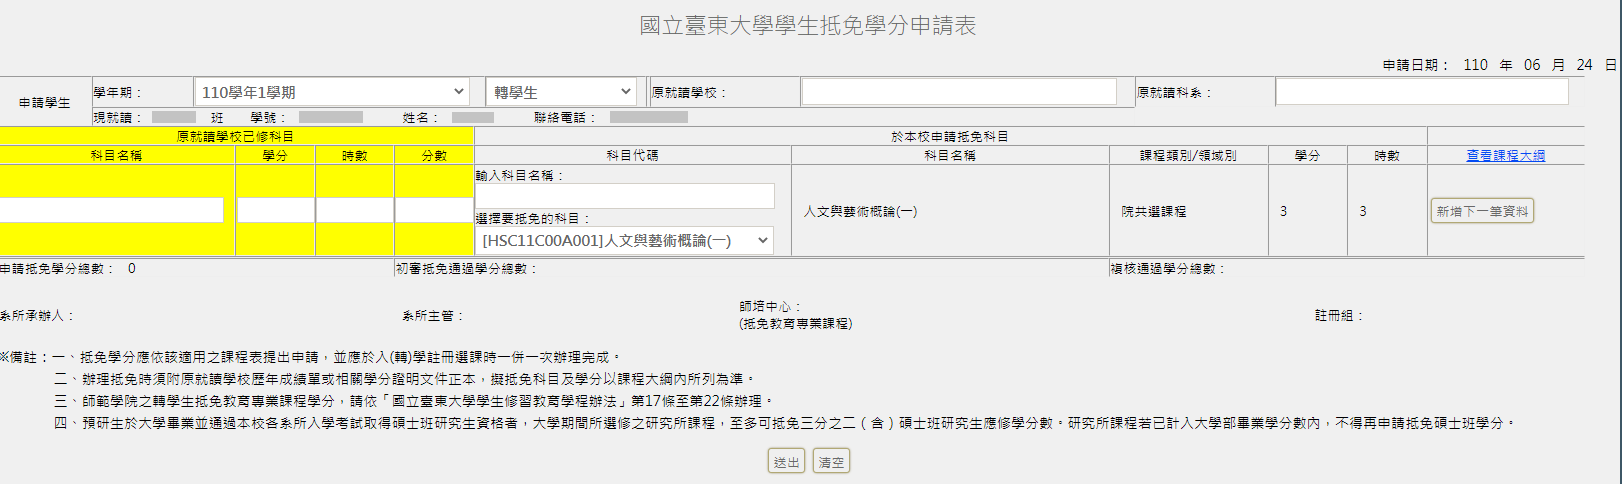 國立臺東大學學生抵免學分申請表
申請日期： 110 年 06 月 24 日
申請學生 學年期： 110學年1學期 轉學生 原就讀學校： 原就讀科系：
現就讀： 班 學號： 姓名： 聯絡電話：
原就讀學校已修科目 於本校申請抵免科目
科目名稱 學分 時數 分數 科目代碼 科目名稱 課程類別/領域別 學分 時數 查看課程大綱
輸入科目名稱：
選擇要抵免的科目：
[HSC11C00A001]人文與藝術概論(一)
人文與藝術概論(一) 院共選課程 3 3 新增下一筆資料
申請抵免學分總數： 0 初審抵免通過學分總數： 複核通過學分總數：
系所承辦人： 系所主管： 師培中心： 註冊組：
(抵免教育專業課程)
※備註：一、抵免學分應依該適用之課程表提出申請，並應於入(轉)學註冊選課時一併一次辦理完成。
二、辦理抵免時須附原就讀學校歷年成績單或相關學分證明文件正本，擬抵免科目及學分以課程大綱內所列為準。
三、師範學院之轉學生抵免教育專業課程學分，請依「國立臺東大學學生修習教育學程辦法」第17條至第22條辦理。
四、預研生於大學畢業並通過本校各系所入學考試取得碩士班研究生資格者，大學期間所選修之研究所課程，至多可抵免三分之二（含）碩士班研究生應修學分數。研究所課程若已計入大學部畢業學分數內，不得再申請抵免碩士班學分。
送出 清空